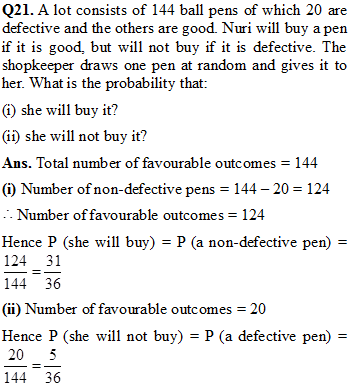 Q21. A lot consists of 144 ball pens of which 20 are
defective and the others are good. Nuri will buy a pen
if it is good, but will not buy if it is defective. The
shopkeeper draws one pen at random and gives it to
her. What is the probability that:
(i) she will buy it?
(ii) she will not buy it?
Ans. Total number of favourable outcomes = 144
(i) Number of non-defective pens = 144 – 20 = 124
∴ Number of favourable outcomes = 124
Hence P (she will buy) = P (a non-defective pen) =
124/144 = 31/36
(ii) Number of favourable outcomes = 20
Hence P (she will not buy) = P (a defective pen) =
20/144 = 5/36